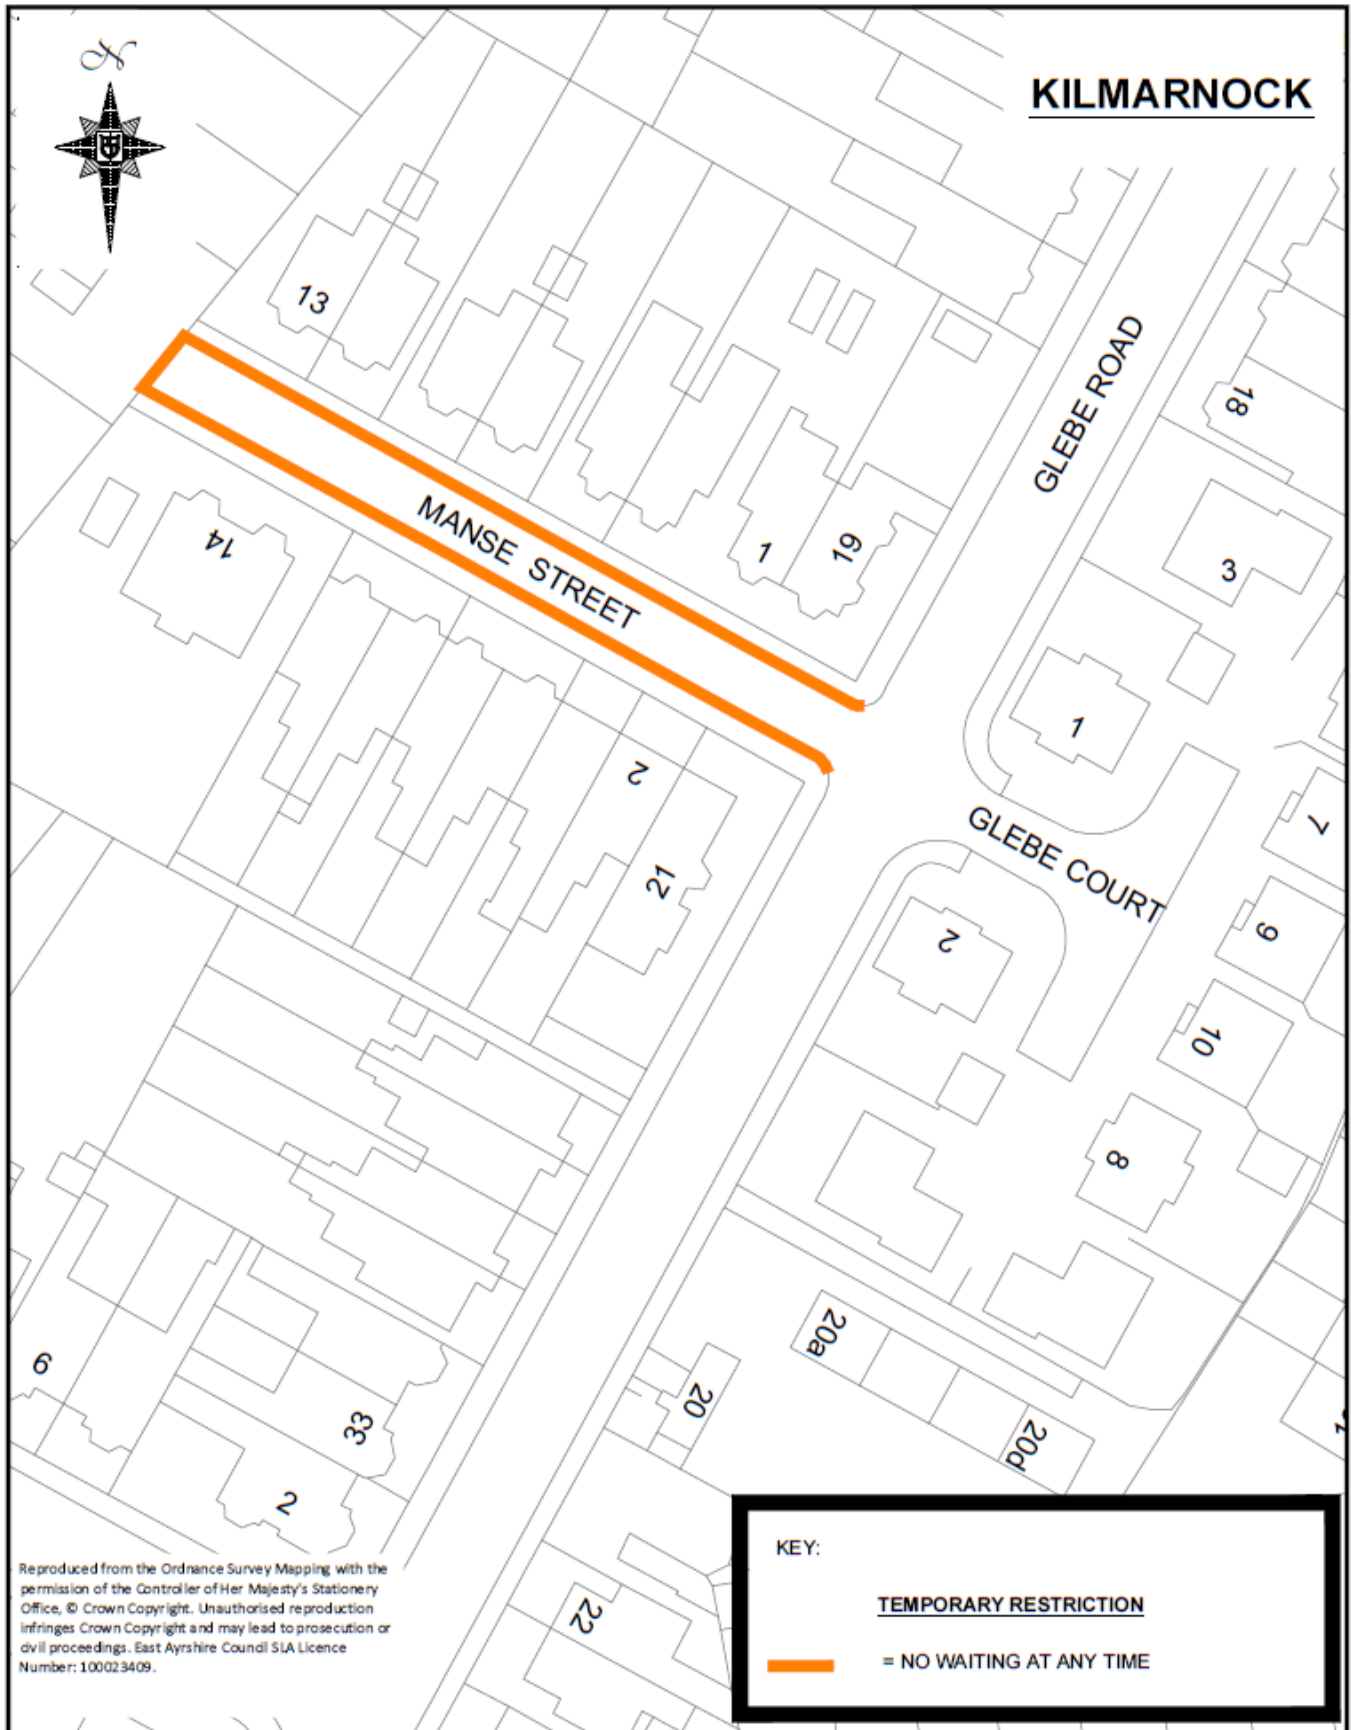 N
KILMARNOCK
13
GLEBE ROAD
18
14
MANSE STREET
1
19
3
1
2
21
GLEBE COURT
7
9
2
10
8
20a
20
20d
9
33
2
22
Reproduced from the Ordnance Survey Mapping with the
permission of the Controller of Her Majesty's Stationery
Office, © Crown Copyright. Unauthorised reproduction
infringes Crown Copyright and may lead to prosecution or
civil proceedings. East Ayrshire Council SLA Licence
Number: 100023409.
KEY:
TEMPORARY RESTRICTION
= NO WAITING AT ANY TIME